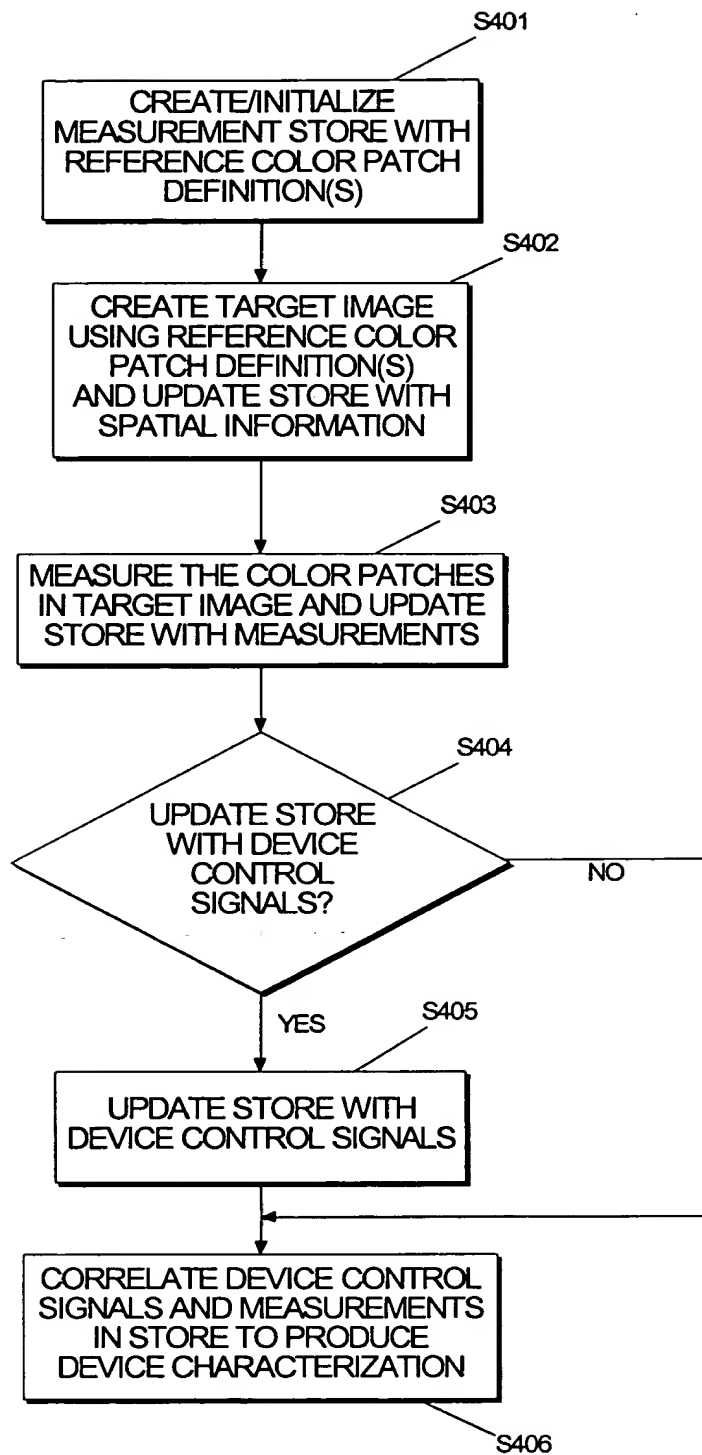 S401
CREATE/INITIALIZE
MEASUREMENT STORE WITH
REFERENCE COLOR PATCH
DEFINITION(S)
S402
CREATE TARGET IMAGE
USING REFERENCE COLOR
PATCH DEFINITION(S)
AND UPDATE STORE WITH
SPATIAL INFORMATION
S403
MEASURE THE COLOR PATCHES
IN TARGET IMAGE AND UPDATE
STORE WITH MEASUREMENTS
S404
UPDATE STORE
WITH DEVICE
CONTROL
SIGNALS?
NO
YES
S405
UPDATE STORE WITH
DEVICE CONTROL SIGNALS
CORRELATE DEVICE CONTROL
SIGNALS AND MEASUREMENTS
IN STORE TO PRODUCE
DEVICE CHARACTERIZATION
S406